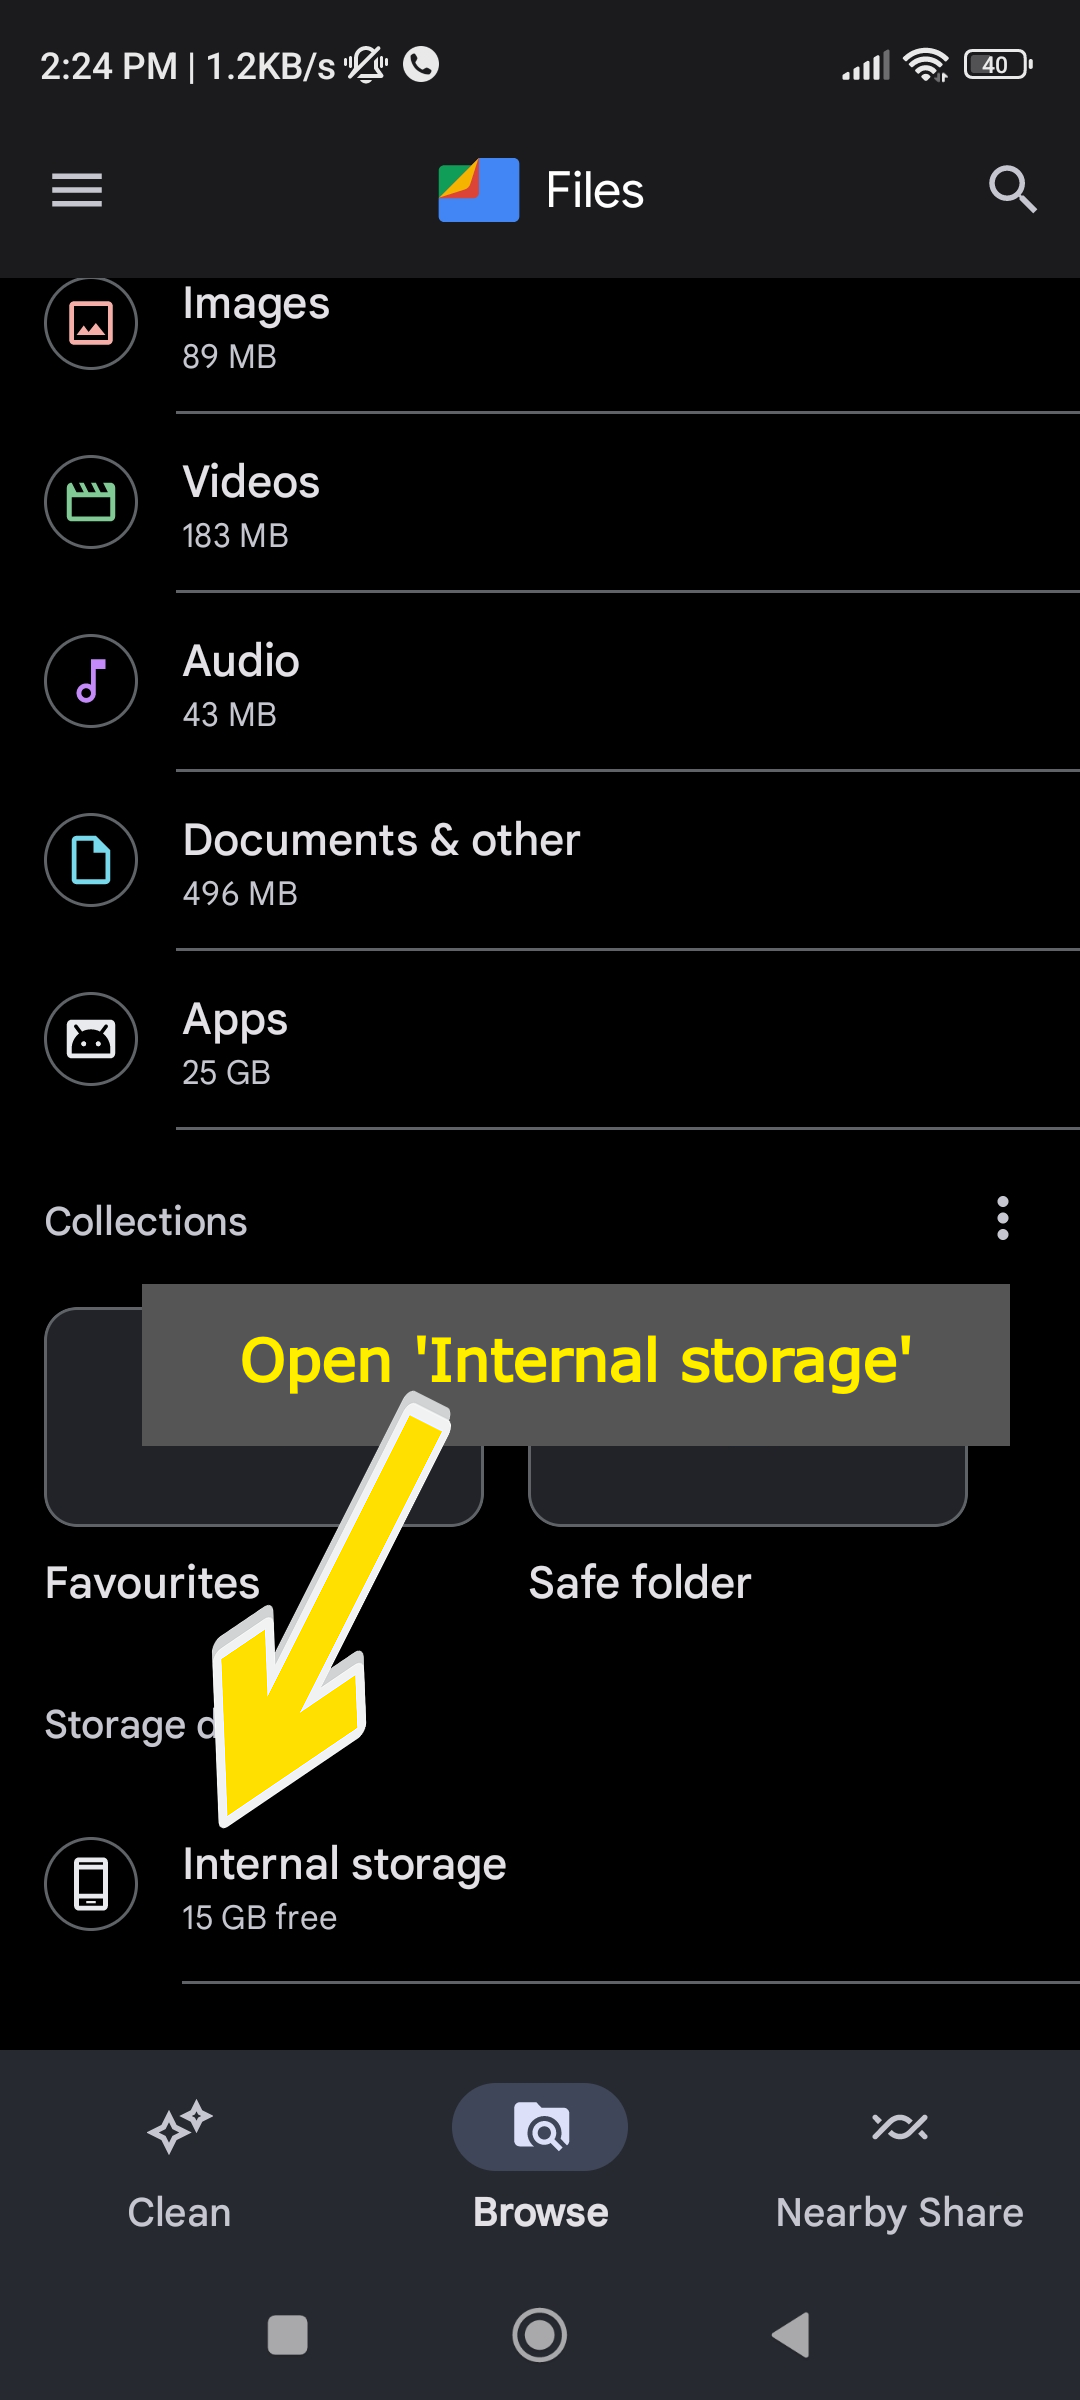 2:24 PM | 1.2KB/s
40
Files
Images
89 MB
Videos
183 MB
Audio
43 MB
Documents & other
496 MB
Apps
25 GB
Collections
Open 'Internal storage'
Favourites
Safe folder
Storage
Internal storage
15 GB free
Clean
Browse
Nearby Share